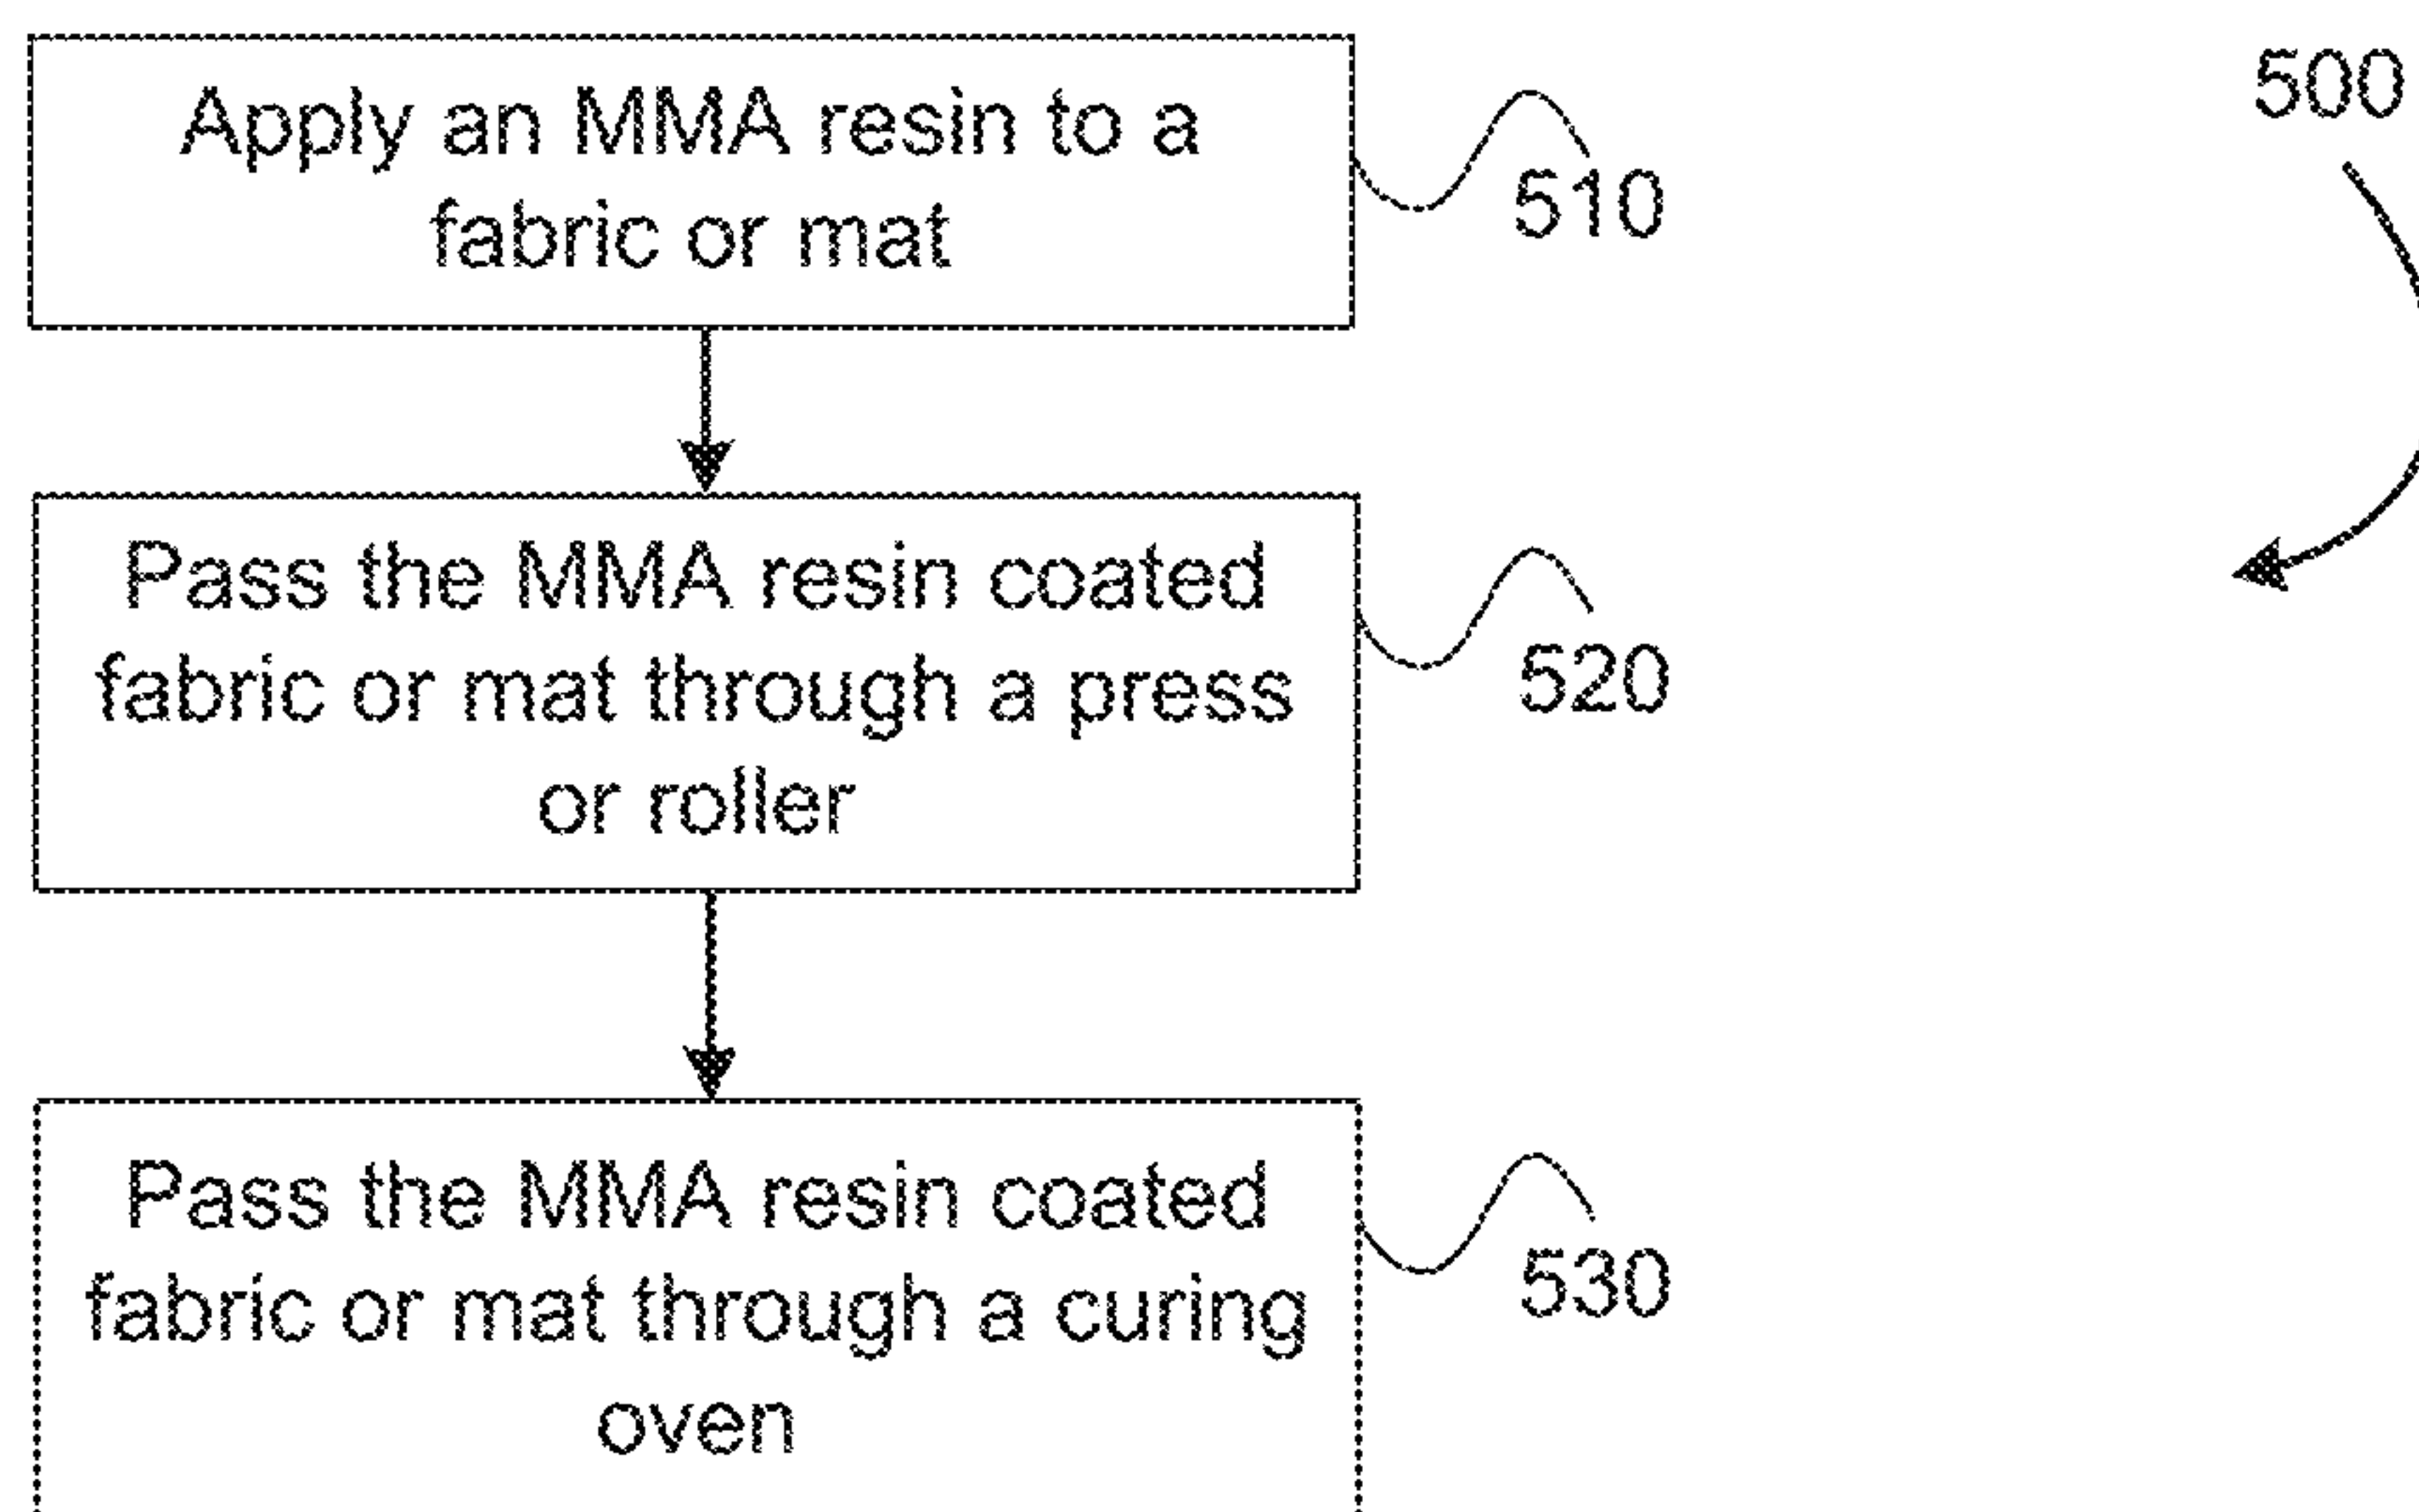 Apply an MMA resin to a
fabric or mat
510
500
Pass the MMA resin coated
fabric or mat through a press
or roller
520
Pass the MMA resin coated
fabric or mat through a curing
oven
530